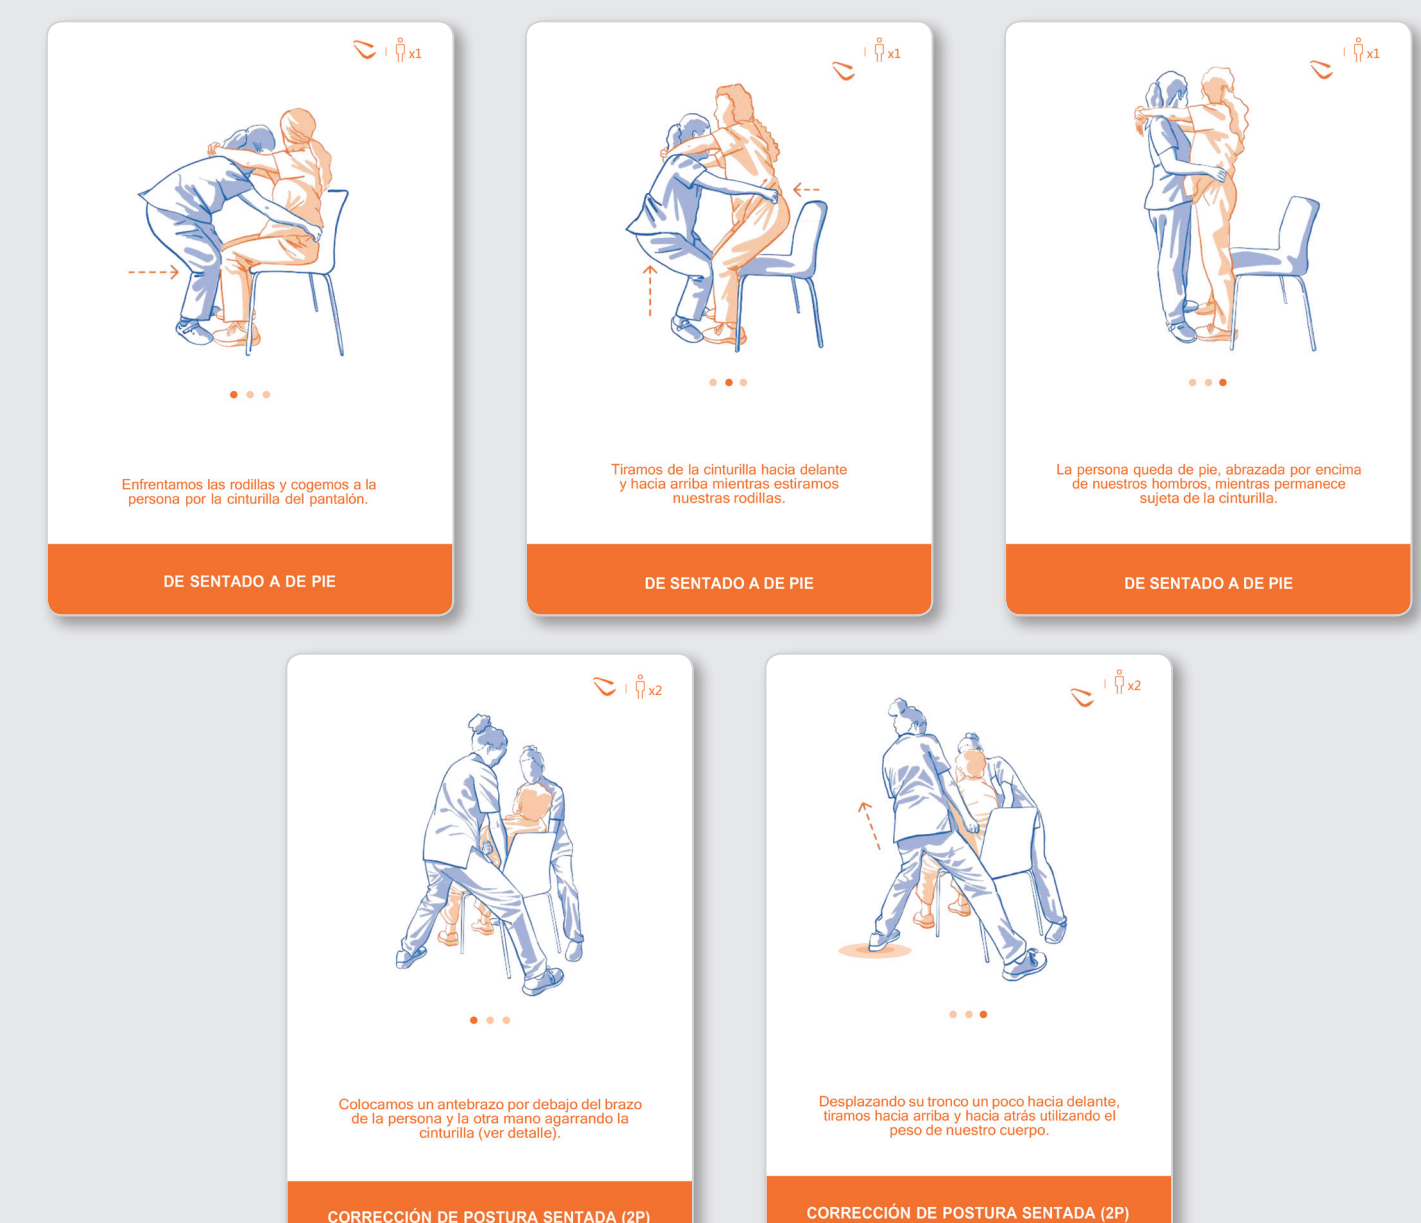 x1
Enfrentamos las rodillas y cogemos a la
persona por la cinturilla del pantalón.
DE SENTADO A DE PIE
x1
Tiramos de la cinturilla hacia delante
y hacia arriba mientras estiramos
nuestras rodillas.
DE SENTADO A DE PIE
x1
La persona queda de pie, abrazada por encima
de nuestros hombros, mientras permanece
sujeta de la cinturilla.
DE SENTADO A DE PIE
x2
Colocamos un antebrazo por debajo del brazo
de la persona y la otra mano agarrando la
cinturilla (ver detalle).
CORRECCIÓN DE POSTURA SENTADA (2P)
x2
Desplazando su tronco un poco hacia delante,
tiramos hacia arriba y hacia atrás utilizando el
peso de nuestro cuerpo.
CORRECCIÓN DE POSTURA SENTADA (2P)